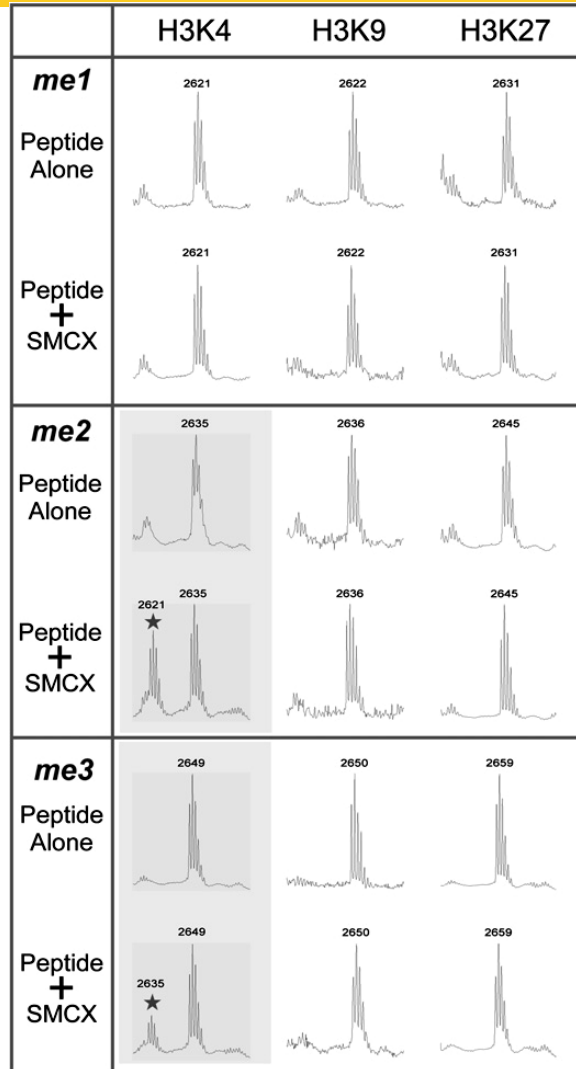 H3K4 H3K9 H3K27
me1
2621 2622 2631
Peptide
Alone
2621 2622 2631
Peptide
+
SMCX
me2
2635 2636 2645
Peptide
Alone
2635 2636 2645
2621
Peptide
+
SMCX
me3
2649 2650 2659
Peptide
Alone
2649 2650 2659
Peptide
2635
+
SMCX